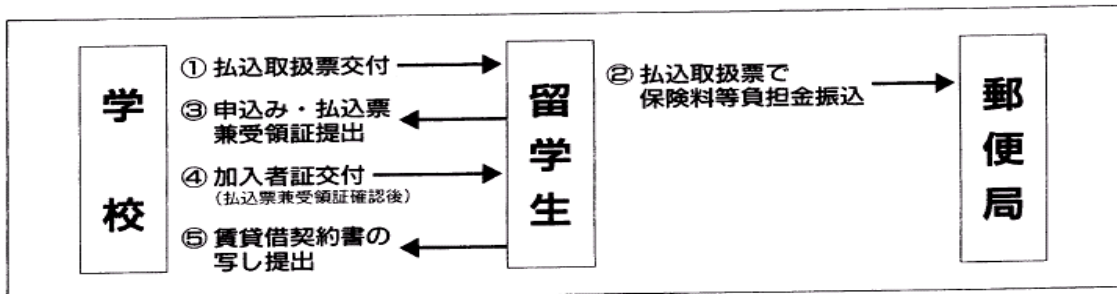 学校
① 払込取扱票交付
③ 申込み・払込票
兼受領証提出
④ 加入者証交付
(払込票兼受領証確認後)
⑤ 賃貸借契約書の
写し提出
留学生
② 払込取扱票で
保険料等負担金振込
郵便局